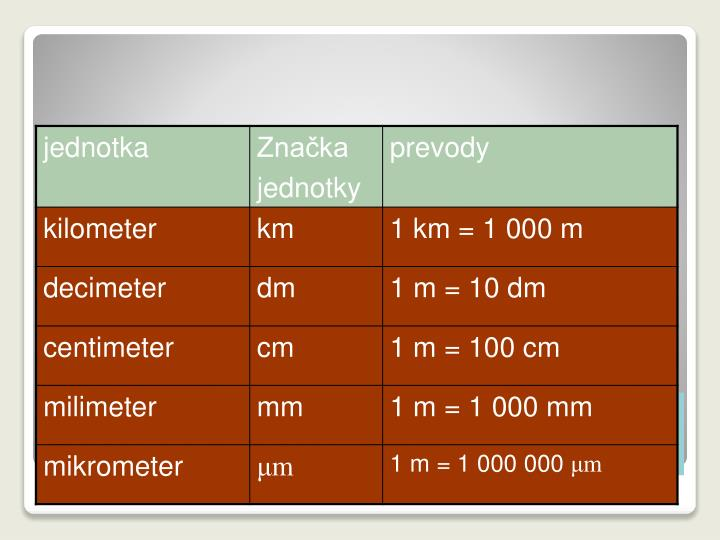 jednotka
Značka
jednotky
prevody
kilometer
km
1 km = 1 000 m
decimeter
dm
1 m = 10 dm
centimeter
cm
1 m = 100 cm
milimeter
mm
1 m = 1 000 mm
mikrometer
μm
1 m = 1 000 000 μm